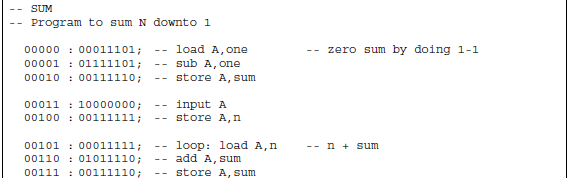 -- SUM
-- Program to sum N downto 1
00000 : 00011101; -- load A,one -- zero sum by doing 1-1
00001 : 01111101; -- sub A,one
00010 : 00111110; -- store A,sum
00011 : 10000000; -- input A
00100 : 00111111; -- store A,n
00101 : 00011111; -- loop: load A,n -- n + sum
00110 : 01011110; -- add A,sum
00111 : 00111110; -- store A,sum